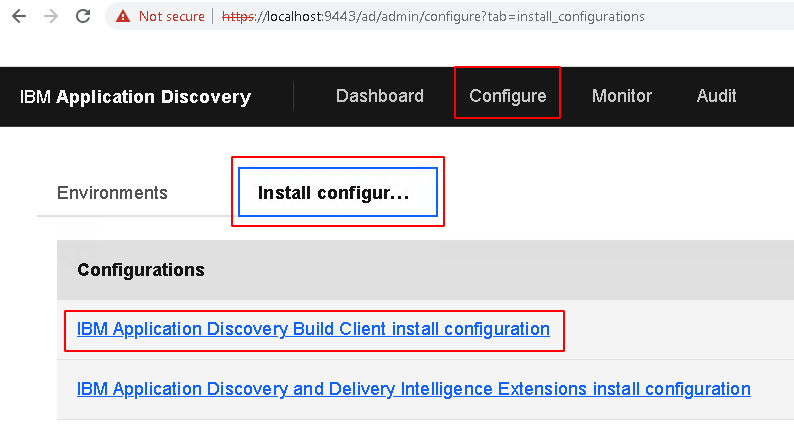 Not secure | https://localhost:9443/ad/admin/configure?tab=install_configurations
IBM Application Discovery Dashboard Configure Monitor Audit
Environments Install configur...
Configurations
IBM Application Discovery Build Client install configuration
IBM Application Discovery and Delivery Intelligence Extensions install configuration